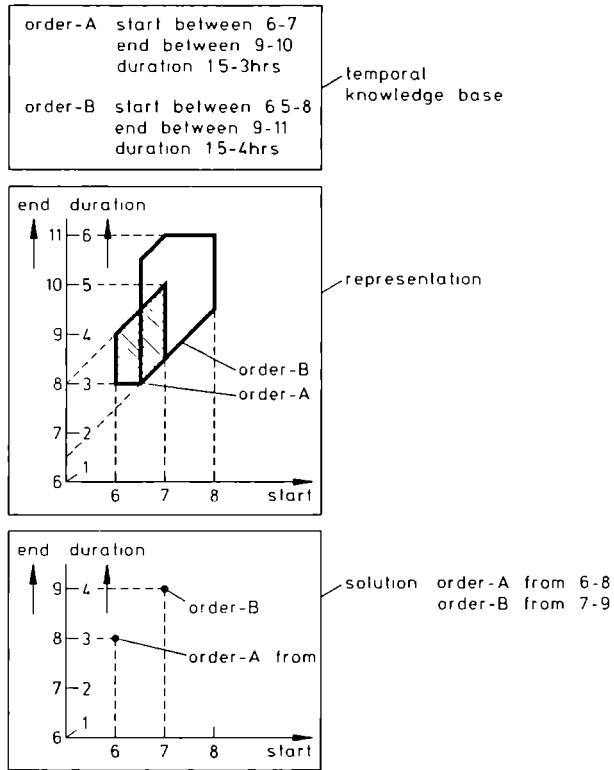 order-A start between 6-7
end between 9-10
duration 15-3hrs
order-B start between 65-8
end between 9-11
duration 15-4hrs
temporal
knowledge base
end duration
11 6
10 5
9 4
8 3
7 2
6 1
6 7 8
start
order-B
order-A
representation
end duration
9 4
8 3
7 2
6 1
6 7 8
start
order-B
order-A from
solution order-A from 6-8
order-B from 7-9